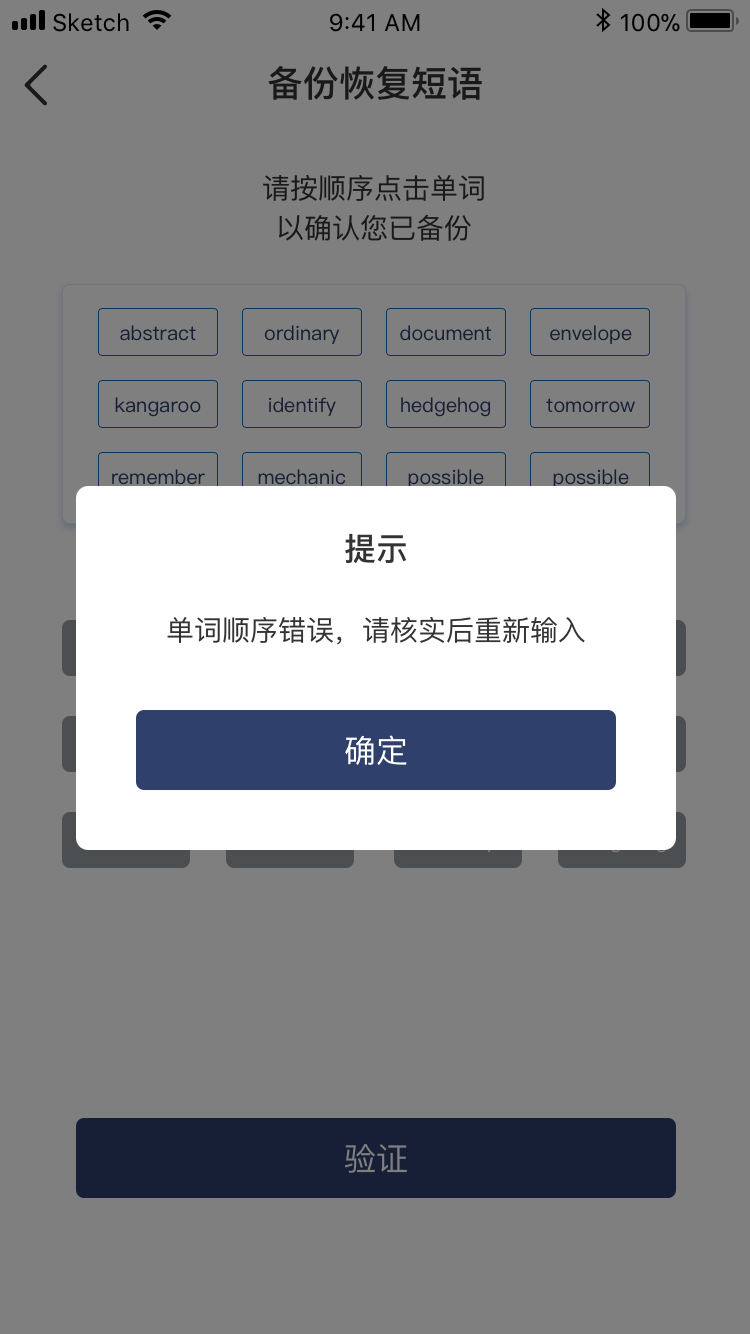 Sketch 9:41 AM 100%
备份恢复短语
请按顺序点击单词
以确认您已备份
abstract ordinary document envelope
kangaroo identify hedgehog tomorrow
remember mechanic possible possible
提示
单词顺序错误，请核实后重新输入
确定
验证